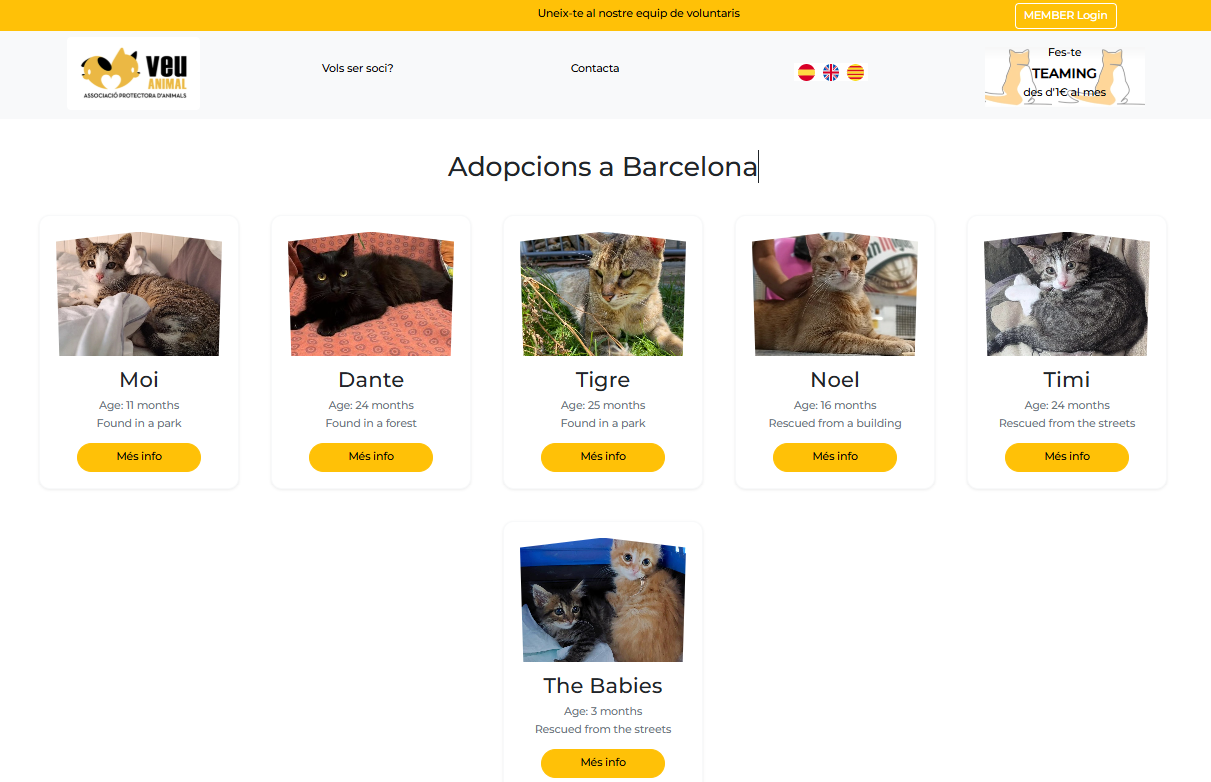 Uneix-te al nostre equip de voluntaris
MEMBER Login
veu
ANIMAL
ASSOCIACIÓ PROTECTORA D'ANIMALS
Vols ser soci?
Contacta
Fes-te
TEAMING
des d'1€ al mes
Adopcions a Barcelona
Moi
Age: 11 months
Found in a park
Més info
Dante
Age: 24 months
Found in a forest
Més info
Tigre
Age: 25 months
Found in a park
Més info
Noel
Age: 16 months
Rescued from a building
Més info
Timi
Age: 24 months
Rescued from the streets
Més info
The Babies
Age: 3 months
Rescued from the streets
Més info